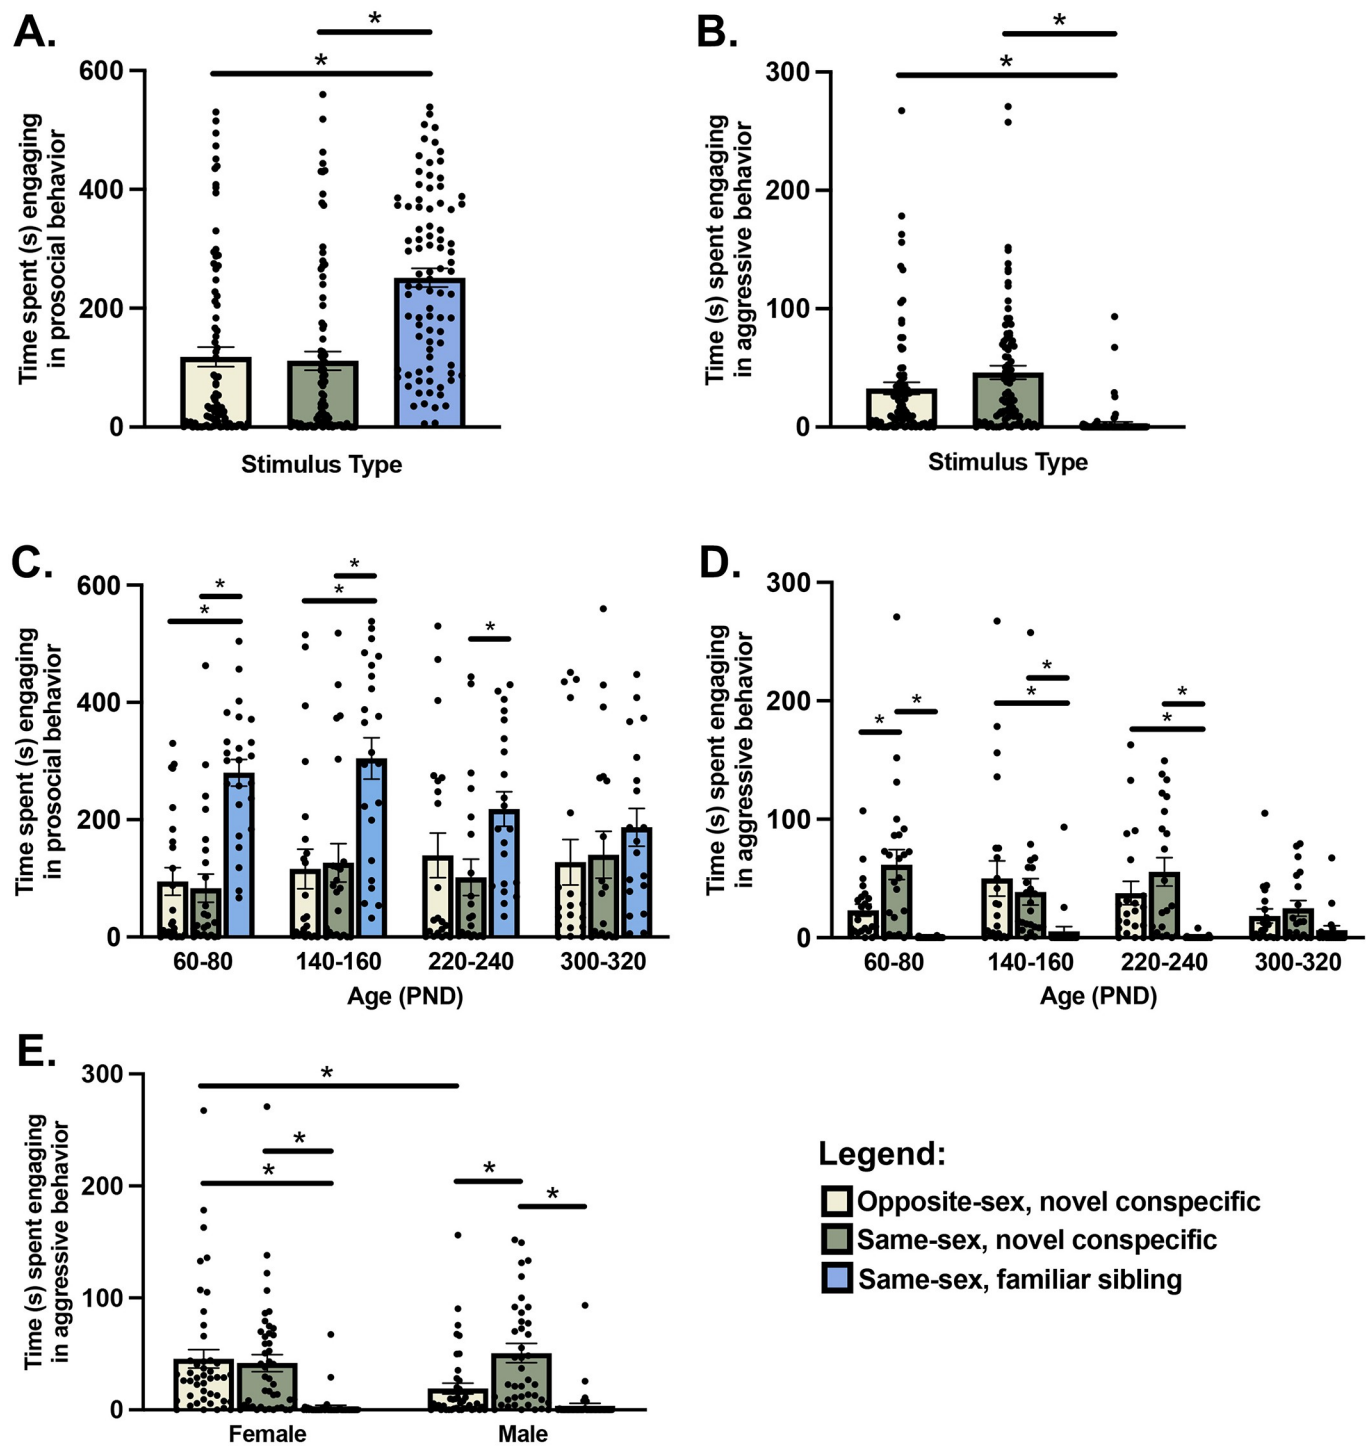 A.
*
*
600
400
200
0
Time spent (s) engaging
in prosocial behavior
Stimulus Type
B.
*
*
300
200
100
0
Time (s) spent engaging
in aggressive behavior
Stimulus Type
C.
*
*
*
*
*
600
400
200
0
Time spent (s) engaging
in prosocial behavior
60-80
140-160
220-240
300-320
Age (PND)
D.
*
*
*
*
*
*
300
200
100
0
Time (s) spent engaging
in aggressive behavior
60-80
140-160
220-240
300-320
Age (PND)
E.
*
*
*
*
*
300
200
100
0
Time (s) spent engaging
in aggressive behavior
Female
Male
Legend:
Opposite-sex, novel conspecific
Same-sex, novel conspecific
Same-sex, familiar sibling